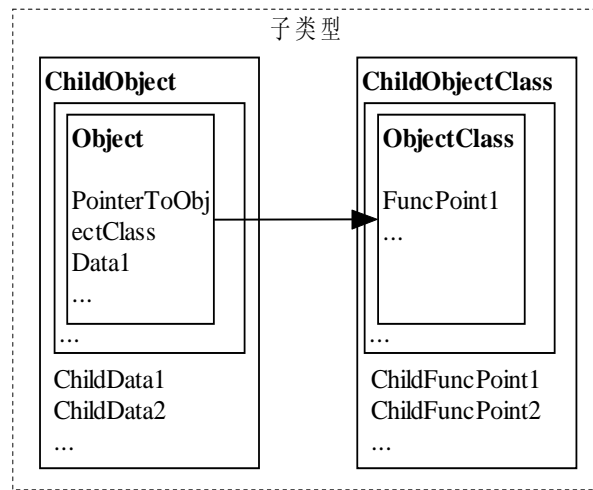 子类型
ChildObject
Object
PointerToObj
ectClass
Data1
...
...
ChildData1
ChildData2
...
ChildObjectClass
ObjectClass
FuncPoint1
...
...
ChildFuncPoint1
ChildFuncPoint2
...